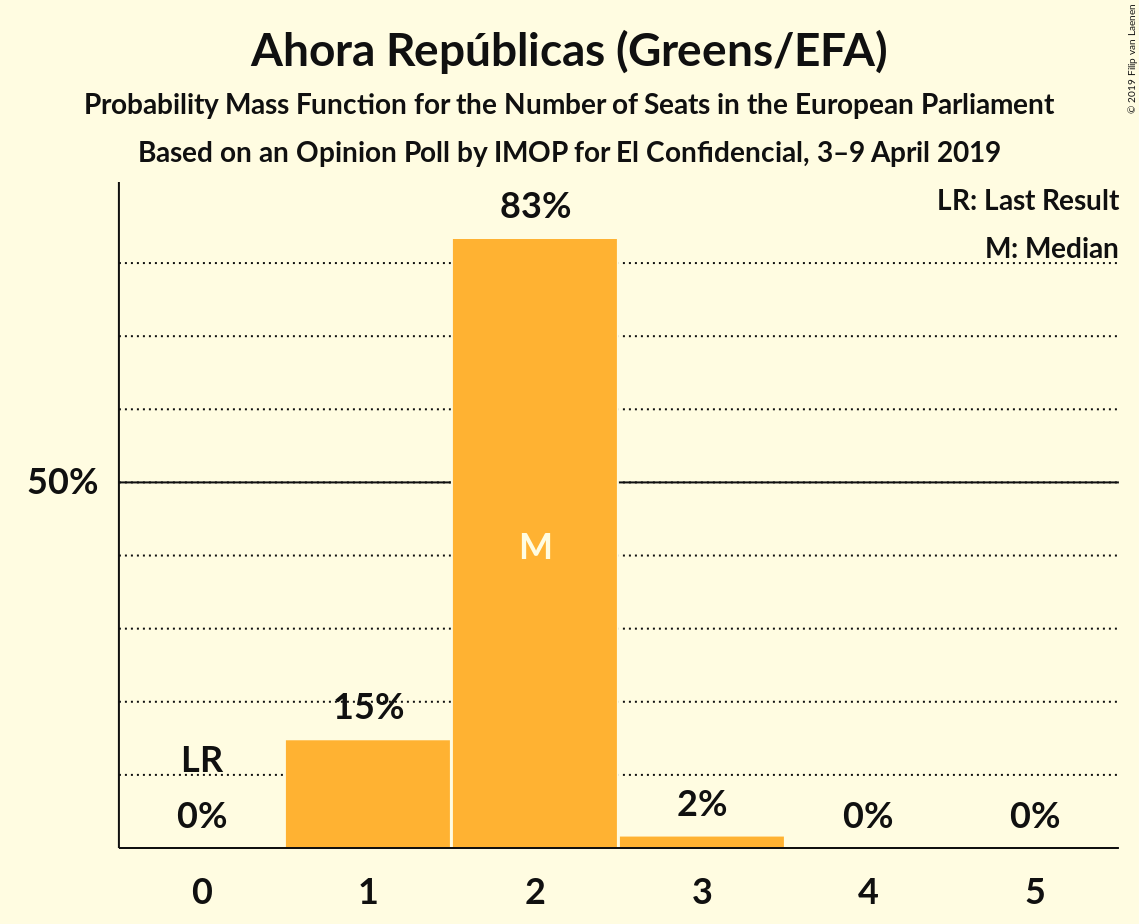 Ahora Repúblicas (Greens/EFA)
Probability Mass Function for the Number of Seats in the European Parliament
Based on an Opinion Poll by IMOP for El Confidencial, 3–9 April 2019
© 2019 Filip van Laenen
LR: Last Result
M: Median
83%
50%
M
15%
LR
0%
2%
0%
0%
0 1 2 3 4 5